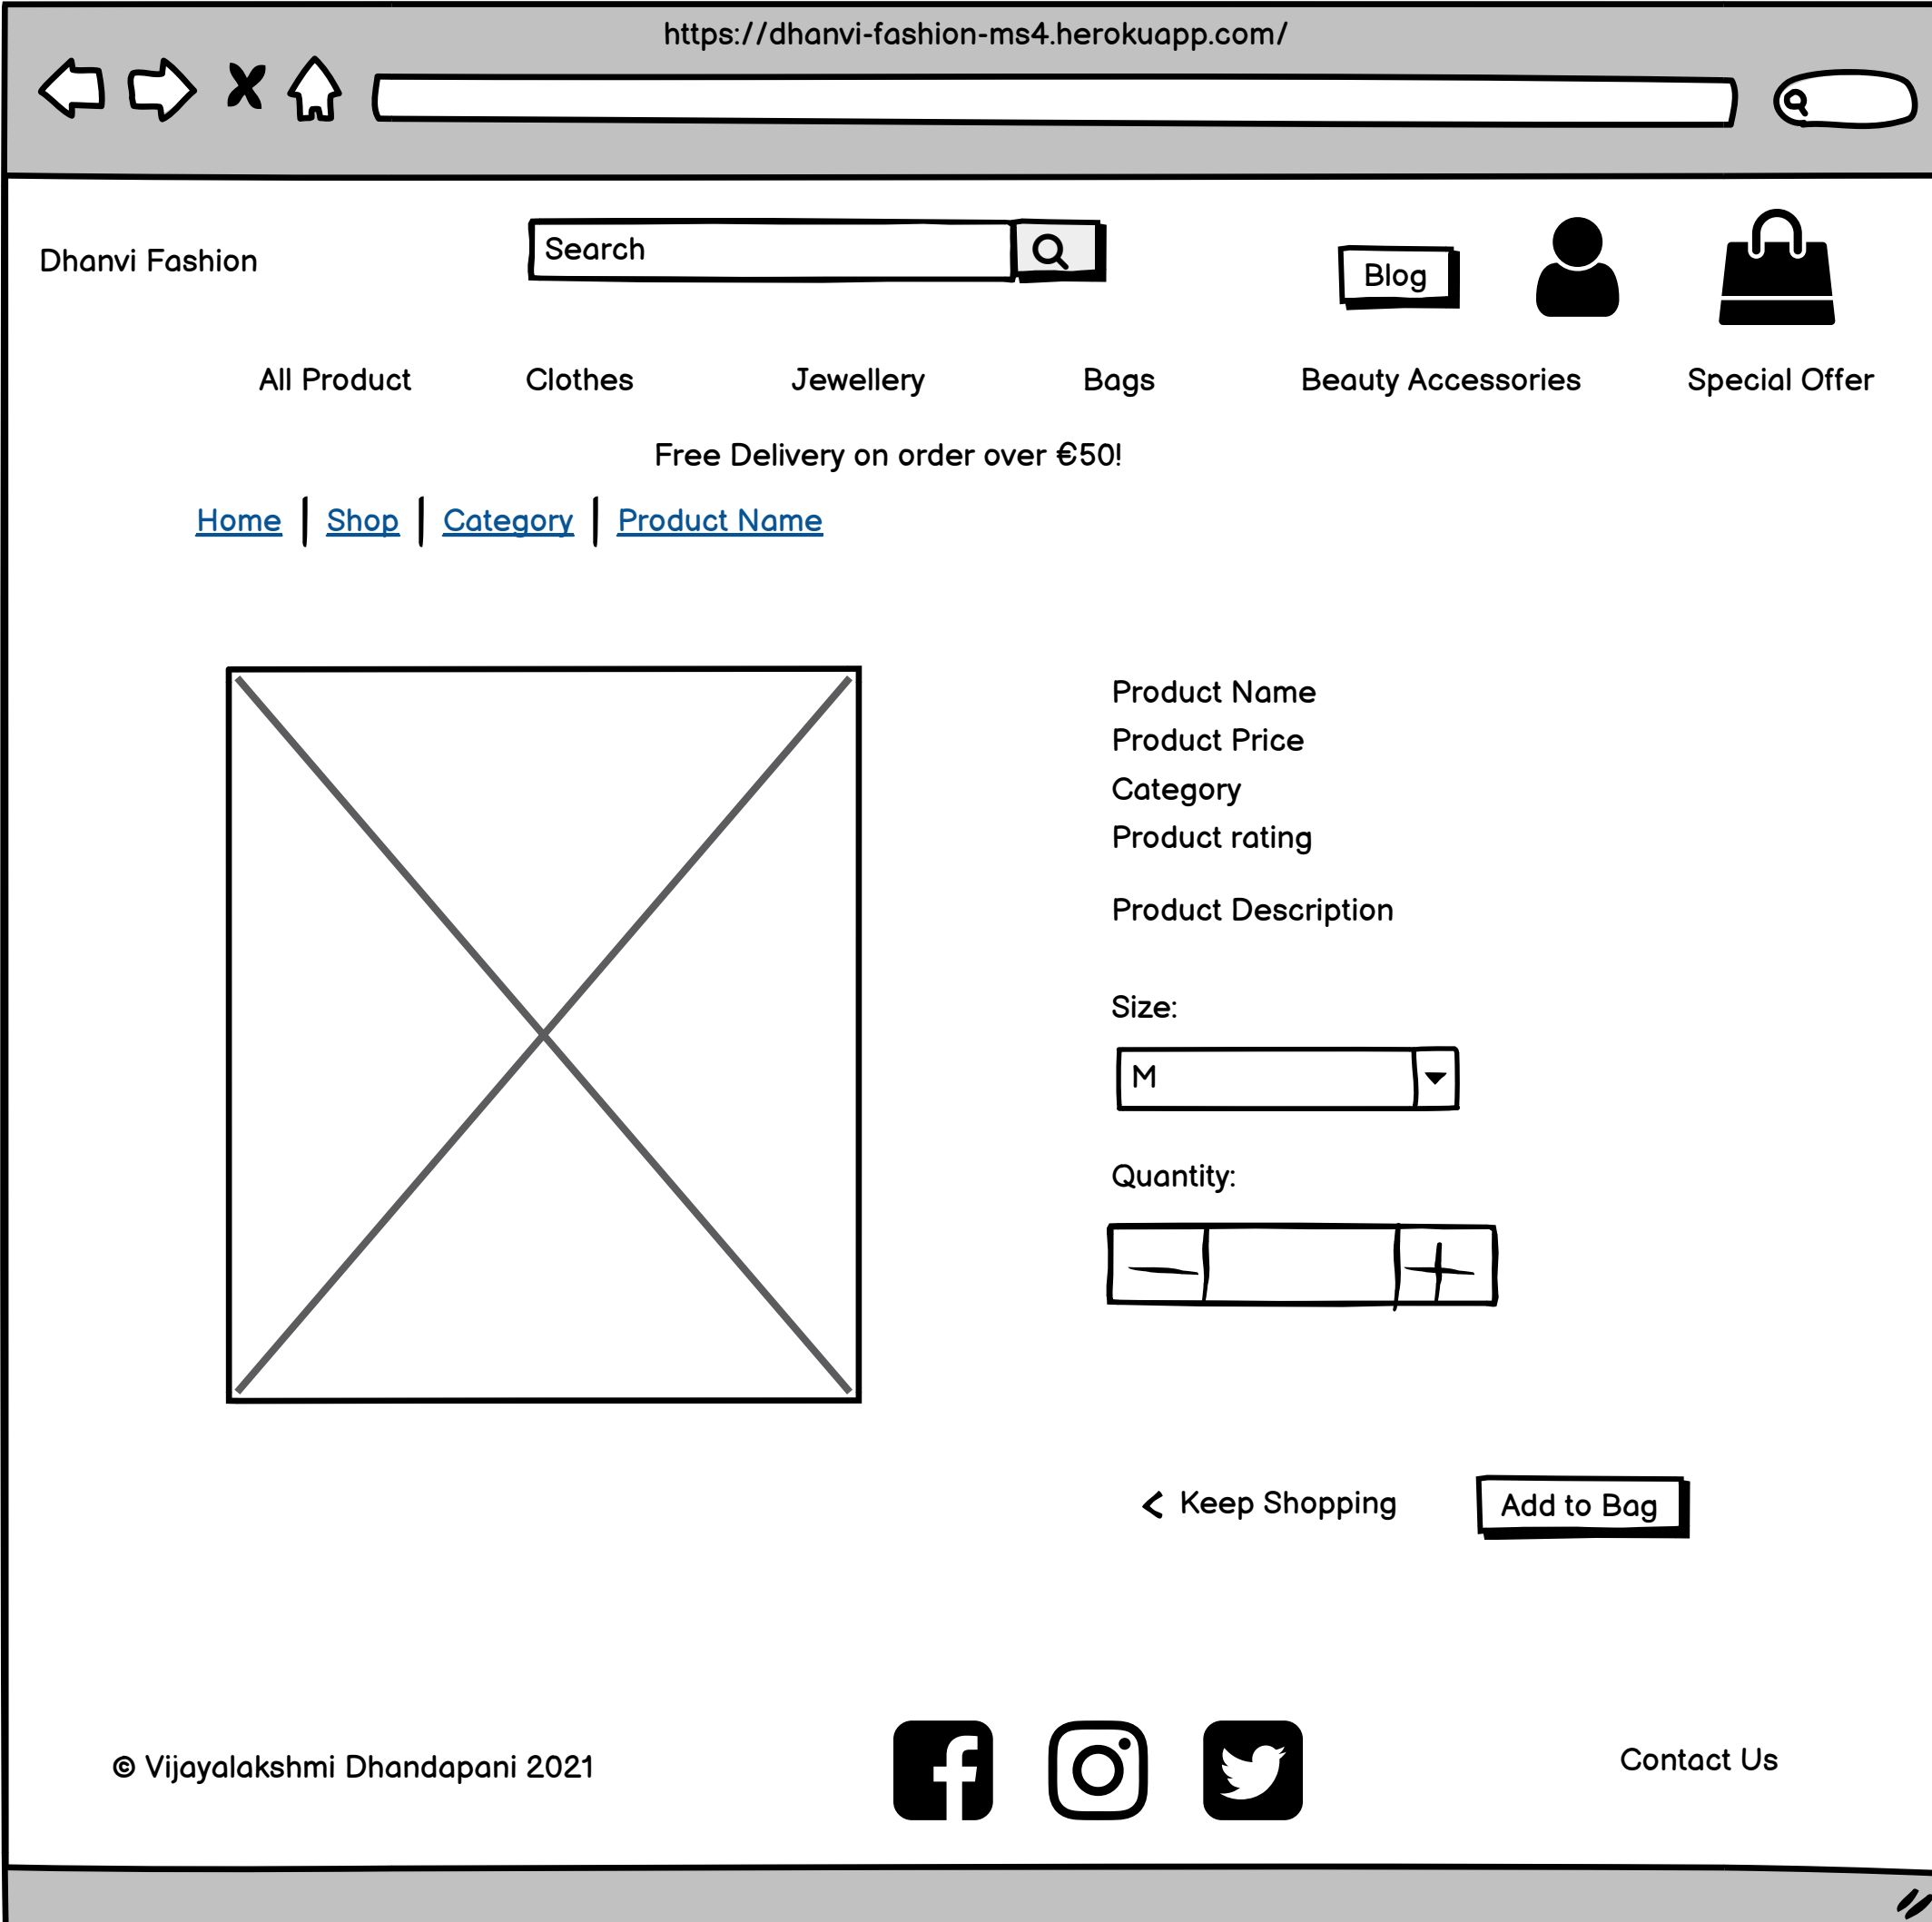 https://dhanvi-fashion-ms4.herokuapp.com/
Dhanvi Fashion
Search
Blog
All Product Clothes Jewellery Bags Beauty Accessories Special Offer
Free Delivery on order over €50!
Home Shop Category Product Name
Product Name
Product Price
Category
Product rating
Product Description
Size:
M
Quantity:
< Keep Shopping Add to Bag
© Vijayalakshmi Dhandapani 2021
Contact Us